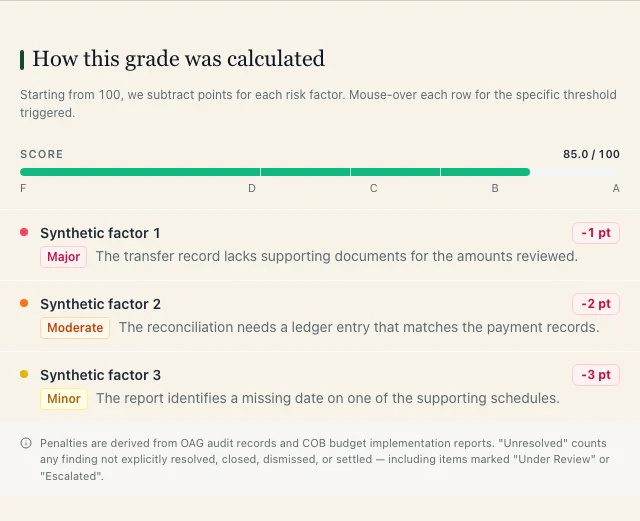 How this grade was calculated
Starting from 100, we subtract points for each risk factor. Mouse-over each row for the specific threshold
triggered.
SCORE 85.0 / 100
F D C B A
Synthetic factor 1 -1 pt
Major The transfer record lacks supporting documents for the amounts reviewed.
Synthetic factor 2 -2 pt
Moderate The reconciliation needs a ledger entry that matches the payment records.
Synthetic factor 3 -3 pt
Minor The report identifies a missing date on one of the supporting schedules.
Penalties are derived from OAG audit records and COB budget implementation reports. "Unresolved" counts
any finding not explicitly resolved, closed, dismissed, or settled — including items marked "Under Review" or
"Escalated".